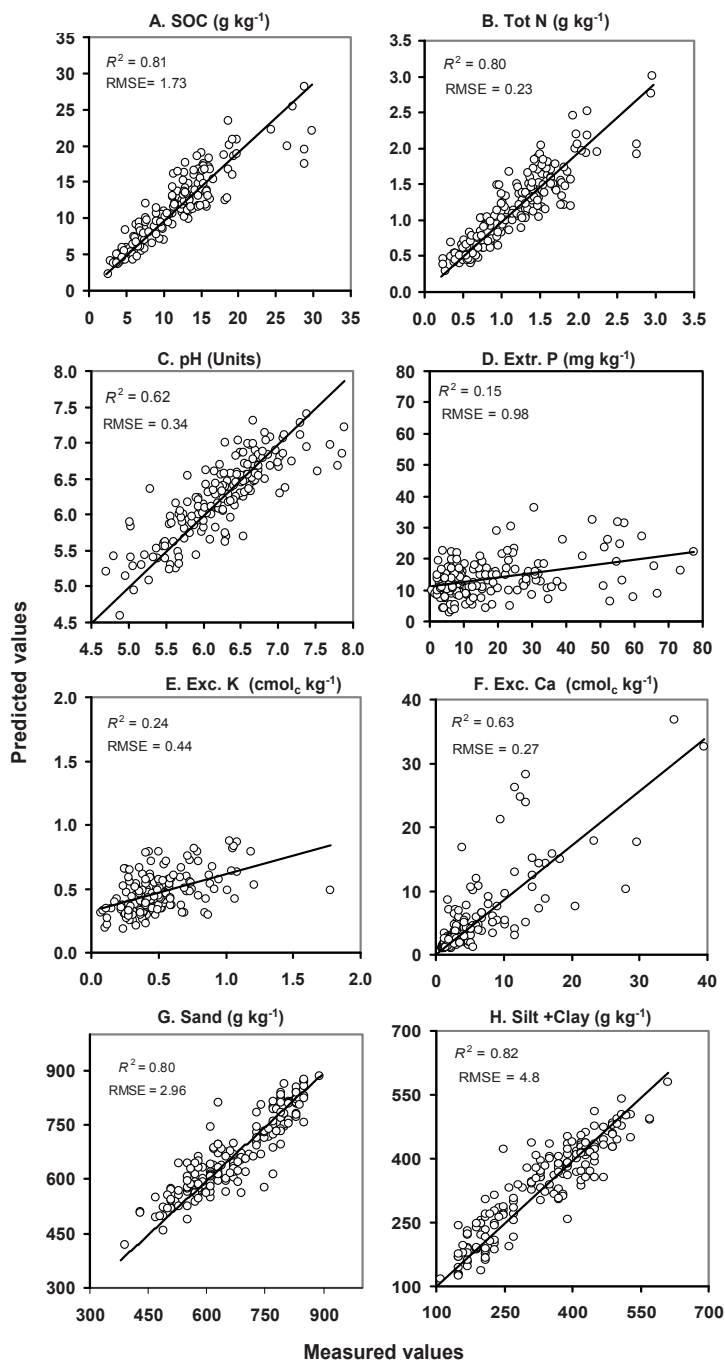 A. SOC (g kg⁻¹)
R² = 0.81
RMSE= 1.73
35
30
25
20
15
10
5
0
0 5 10 15 20 25 30 35
B. Tot N (g kg⁻¹)
R² = 0.80
RMSE = 0.23
3.5
3.0
2.5
2.0
1.5
1.0
0.5
0.0
0.0 0.5 1.0 1.5 2.0 2.5 3.0 3.5
C. pH (Units)
R² = 0.62
RMSE = 0.34
8.0
7.5
7.0
6.5
6.0
5.5
5.0
4.5
4.5 5.0 5.5 6.0 6.5 7.0 7.5 8.0
D. Extr. P (mg kg⁻¹)
R² = 0.15
RMSE = 0.98
80
70
60
50
40
30
20
10
0
0 10 20 30 40 50 60 70 80
Predicted values
E. Exc. K (cmol꜀ kg⁻¹)
R² = 0.24
RMSE = 0.44
2.0
1.5
1.0
0.5
0.0
0.0 0.5 1.0 1.5 2.0
F. Exc. Ca (cmol꜀ kg⁻¹)
R² = 0.63
RMSE = 0.27
40
30
20
10
0
0 10 20 30 40
G. Sand (g kg⁻¹)
R² = 0.80
RMSE = 2.96
900
750
600
450
300
300 450 600 750 900
H. Silt +Clay (g kg⁻¹)
R² = 0.82
RMSE = 4.8
700
550
400
250
100
100 250 400 550 700
Measured values